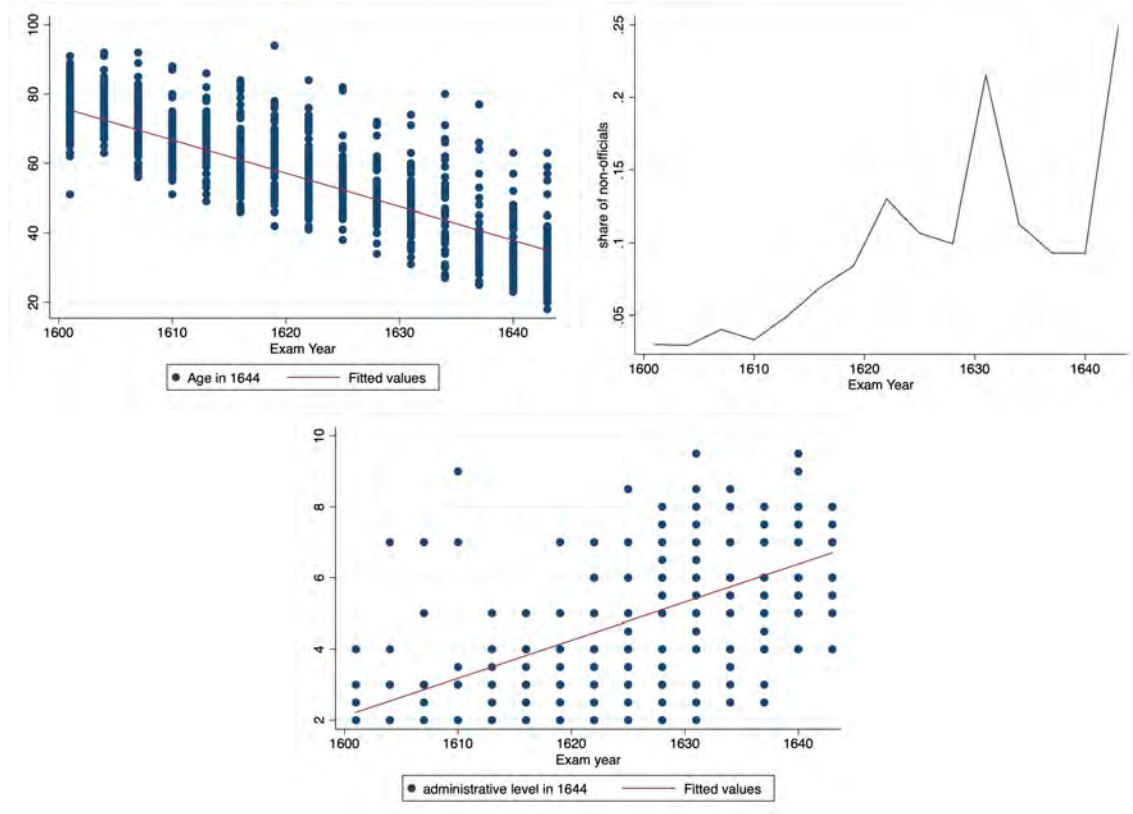 100
80
60
40
20
1600 1610 1620 1630 1640
Exam Year
Age in 1644 Fitted values
.25
.2
.15
.1
.05
share of non-officials
1600 1610 1620 1630 1640
Exam Year
10
8
6
4
2
1600 1610 1620 1630 1640
Exam year
administrative level in 1644 Fitted values